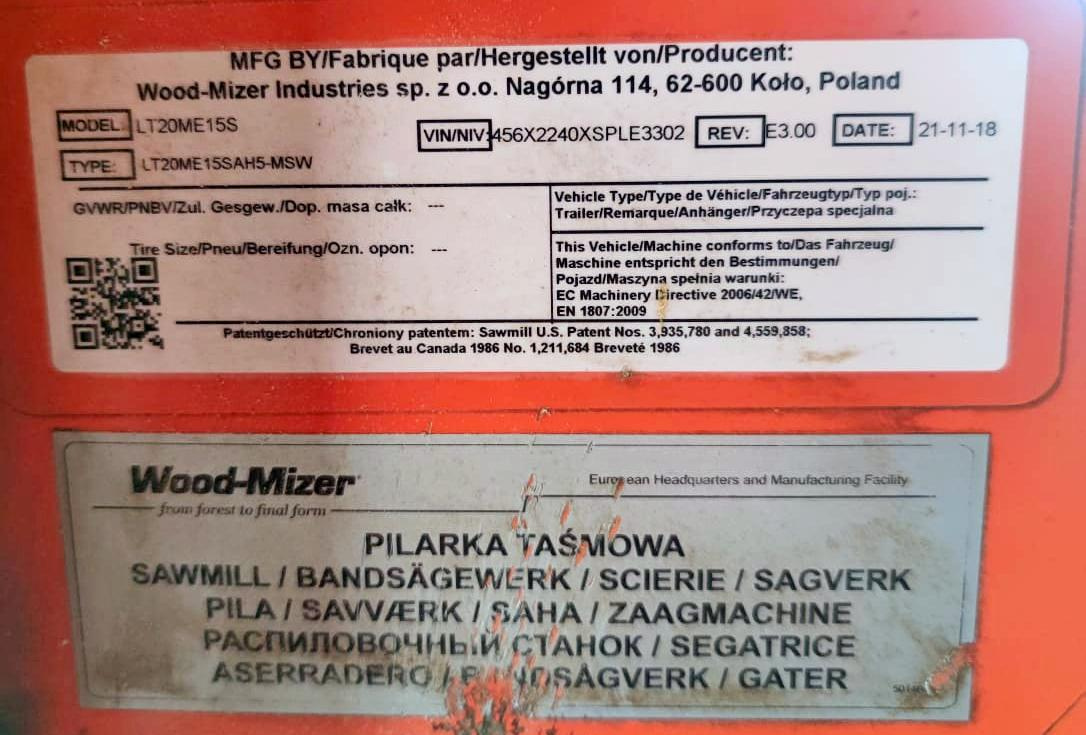 MFG BY/Fabrique par/Hergestellt von/Producent:
Wood-Mizer Industries sp. z o.o. Nagórna 114, 62-600 Koło, Poland
MODEL: LT20ME15S
VIN/NIV: 456X2240XSPLE3302 REV: E3.00 DATE: 21-11-18
TYPE: LT20ME15SAH5-MSW
GVWR/PNBV/Zul. Gesgew./Dop. masa całk: ---
Tire Size/Pneu/Bereifung/Ozn. opon: ---
Vehicle Type/Type de Véhicle/Fahrzeugtyp/Typ poj.:
Trailer/Remarque/Anhänger/Przyczepa specjalna
This Vehicle/Machine conforms to/Das Fahrzeug/
Maschine entspricht den Bestimmungen/
Pojazd/Maszyna spełnia warunki:
EC Machinery Directive 2006/42/WE,
EN 1807:2009
Patentgeschützt/Chroniony patentem: Sawmill U.S. Patent Nos. 3,935,780 and 4,559,858;
Brevet au Canada 1986 No. 1,211,684 Breveté 1986
Wood-Mizer
from forest to final form
European Headquarters and Manufacturing Facility
PILARKA TAŚMOWA
SAWMILL / BANDSÄGEWERK / SCIERIE / SAGVERK
PILA / SAVVÆRK / SAHA / ZAAGMACHINE
РАСПИЛОВОЧНЫЙ СТАНОК / SEGATRICE
ASERRADERO / BANDSÅGVERK / GATER